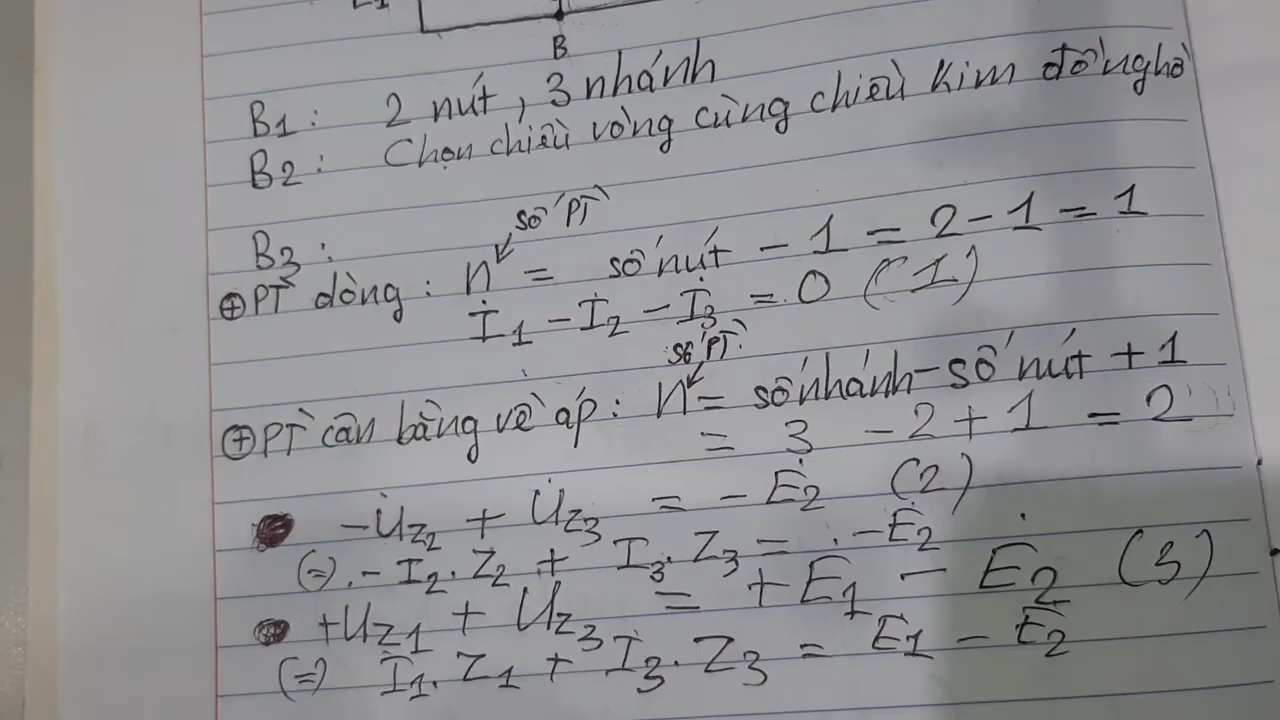 B
B1: 2 nút, 3 nhánh
B2: Chọn chiều vòng cùng chiều kim đồng hồ
B3:
số PT
⊕PT dòng: n = số nút - 1 = 2 - 1 = 1
İ1 - İ2 - İ3 = 0 (1)
số PT
⊕PT cân bằng về áp: n = số nhánh - số nút + 1
= 3 - 2 + 1 = 2
- U̇Z2 + U̇Z3 = - Ė2 (2)
(=) - İ2. Z2 + İ3. Z3 = - Ė2
+UZ1 + UZ3 = + E1 - Ė2 (3)
(=) İ1. Z1 + İ3. Z3 = Ė1 - Ė2